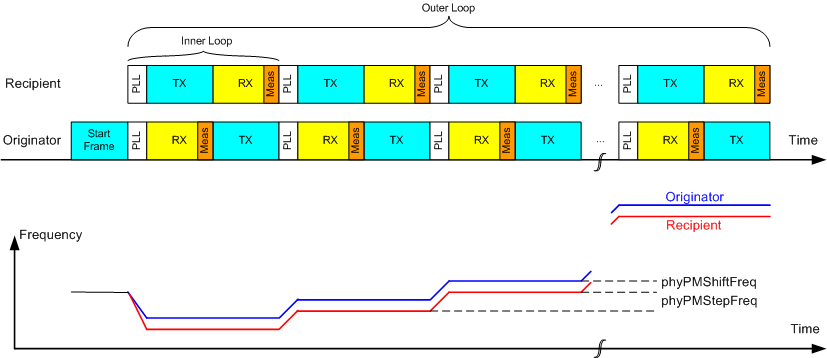 Outer Loop
Inner Loop
Recipient PLL TX RX Meas PLL TX RX Meas PLL TX RX Meas ... PLL TX RX Meas
Originator Start Frame PLL RX Meas TX PLL RX Meas TX PLL RX Meas TX ... PLL RX Meas TX Time
Originator
Recipient
Frequency
phyPMShiftFreq
phyPMStepFreq
Time